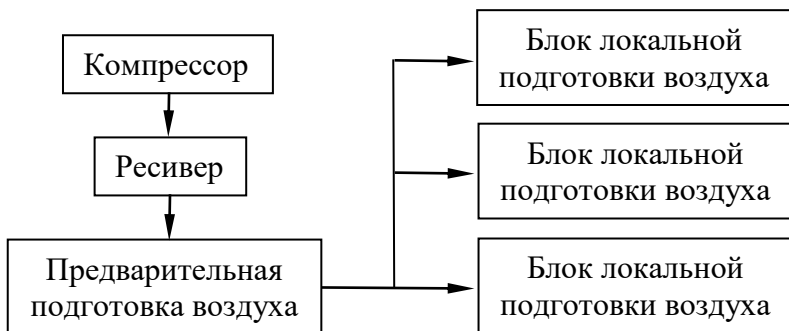 Компрессор
Ресивер
Предварительная
подготовка воздуха
Блок локальной
подготовки воздуха
Блок локальной
подготовки воздуха
Блок локальной
подготовки воздуха